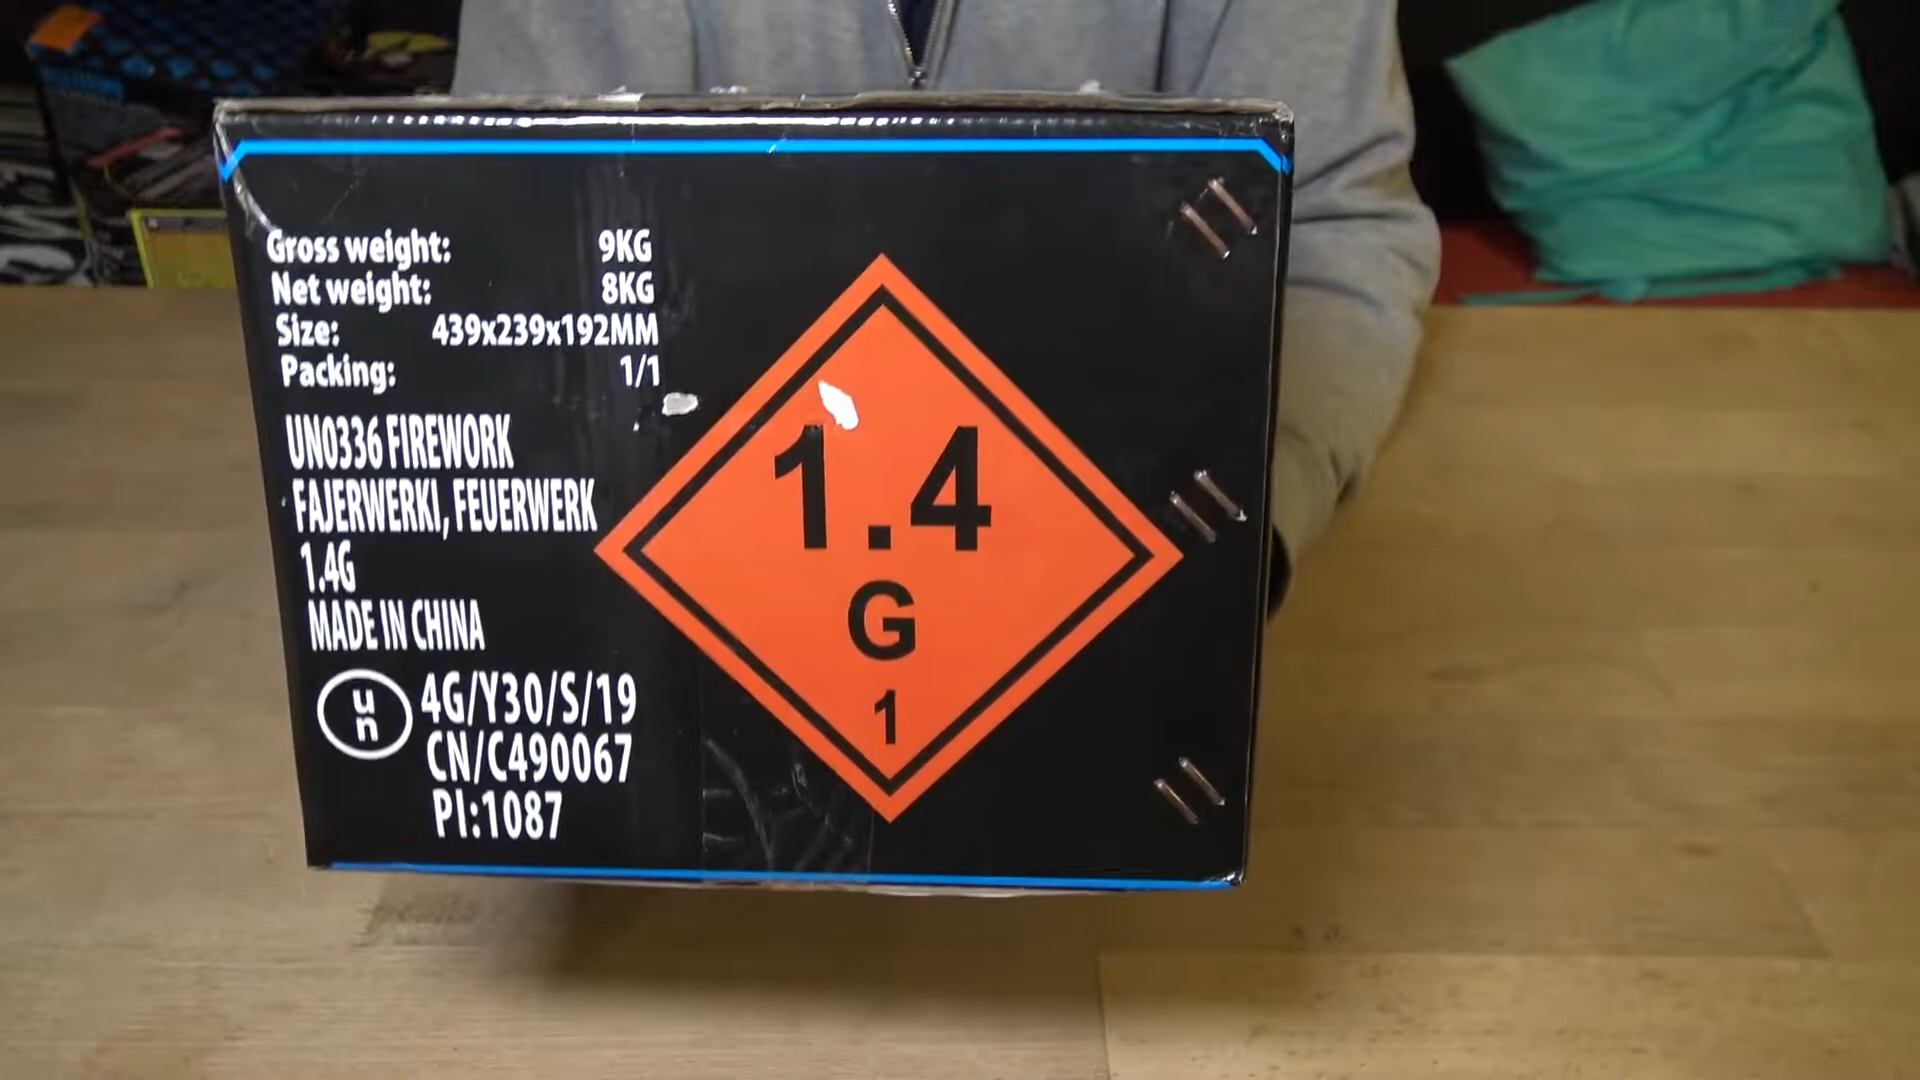 Gross weight: 9KG
Net weight: 8KG
Size: 439x239x192MM
Packing: 1/1
UN0336 FIREWORK
FAJERWERKI, FEUERWERK
1.4G
MADE IN CHINA
un 4G/Y30/S/19
CN/C490067
PI:1087
1.4
G
1